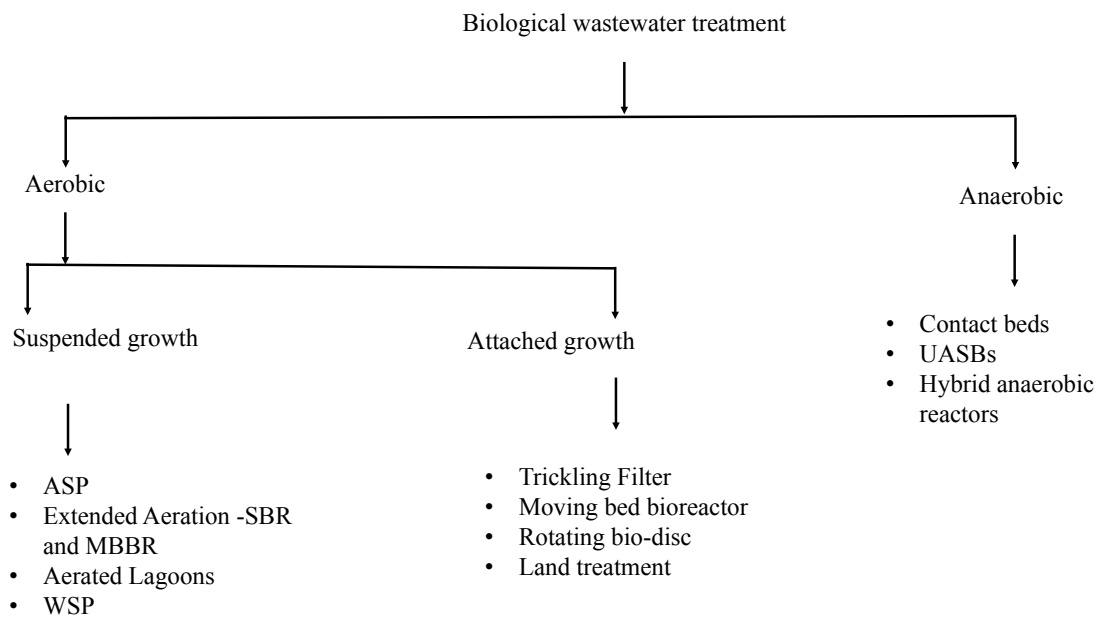 Biological wastewater treatment
Aerobic
Anaerobic
Suspended growth
Attached growth
• Contact beds
• UASBs
• Hybrid anaerobic
reactors
• ASP
• Extended Aeration -SBR
and MBBR
• Aerated Lagoons
• WSP
• Trickling Filter
• Moving bed bioreactor
• Rotating bio-disc
• Land treatment